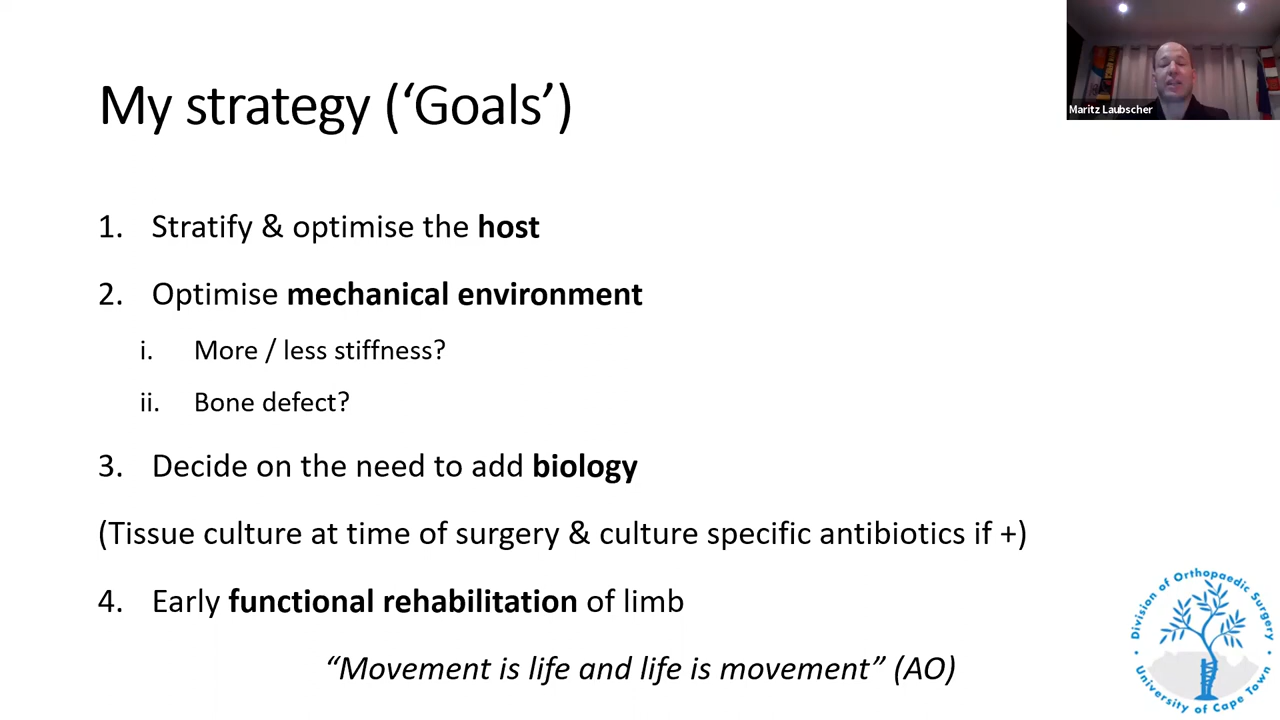 My strategy (‘Goals’)
Maritz Laubscher
1. Stratify & optimise the host
2. Optimise mechanical environment
i. More / less stiffness?
ii. Bone defect?
3. Decide on the need to add biology
(Tissue culture at time of surgery & culture specific antibiotics if +)
4. Early functional rehabilitation of limb
“Movement is life and life is movement” (AO)
Division of Orthopaedic Surgery
University of Cape Town